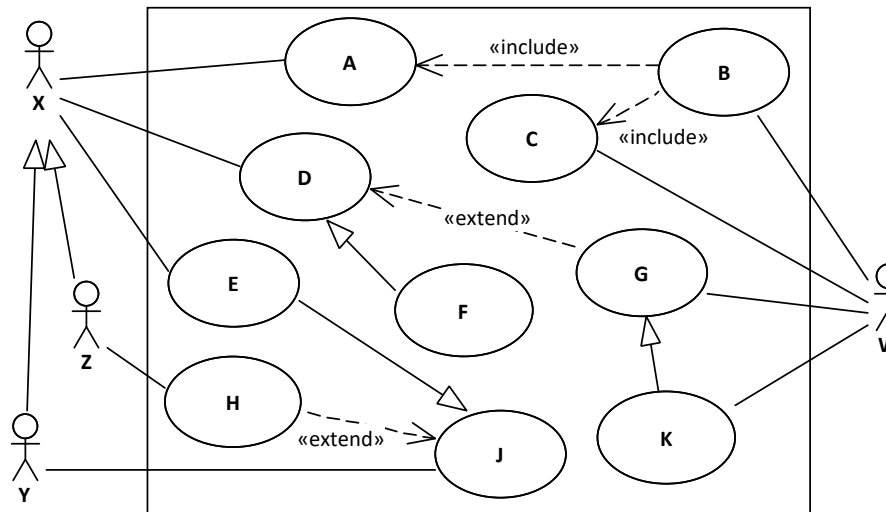 A
«include»
B
X
C
«include»
D
«extend»
G
E
F
Z
H
«extend»
J
K
Y